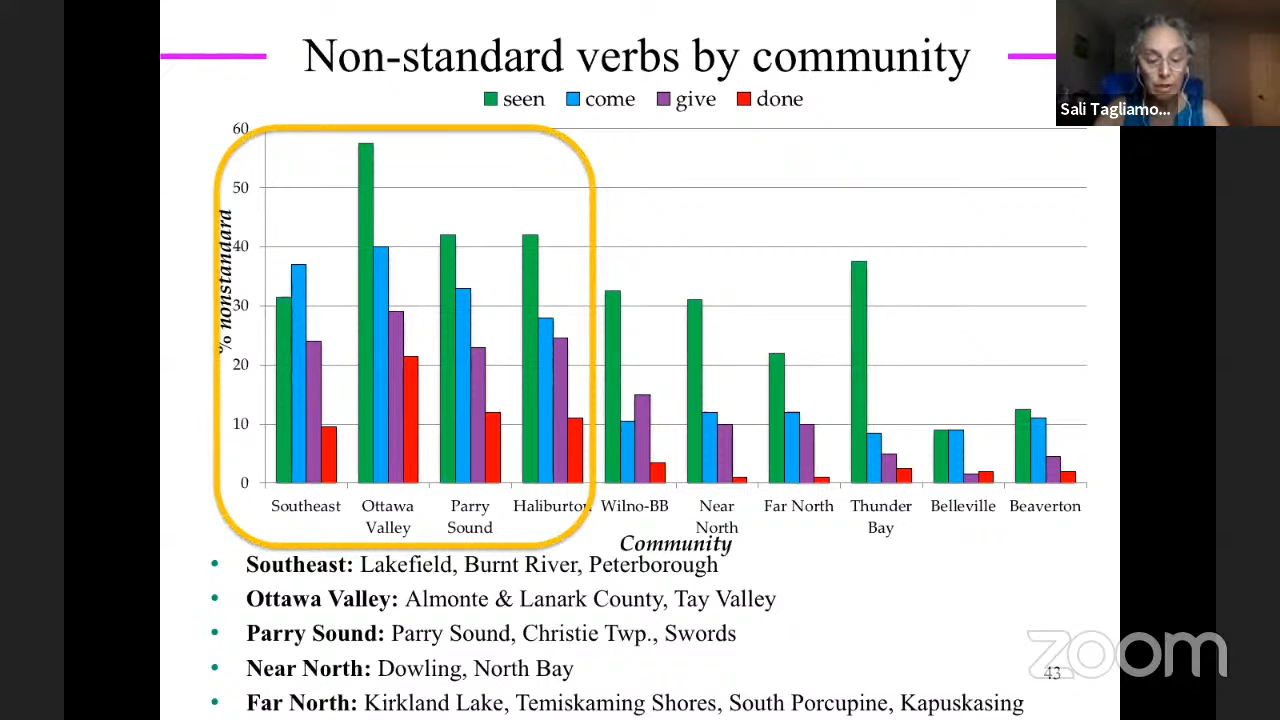 Non-standard verbs by community
seen come give done
Sali Tagliamo...
60
50
40
30
20
10
0
% nonstandard
Southeast
Ottawa Valley
Parry Sound
Haliburton
Wilno-BB
Near North
Far North
Thunder Bay
Belleville
Beaverton
Community
• Southeast: Lakefield, Burnt River, Peterborough
• Ottawa Valley: Almonte & Lanark County, Tay Valley
• Parry Sound: Parry Sound, Christie Twp., Swords
• Near North: Dowling, North Bay
• Far North: Kirkland Lake, Temiskaming Shores, South Porcupine, Kapuskasing
zoom
43